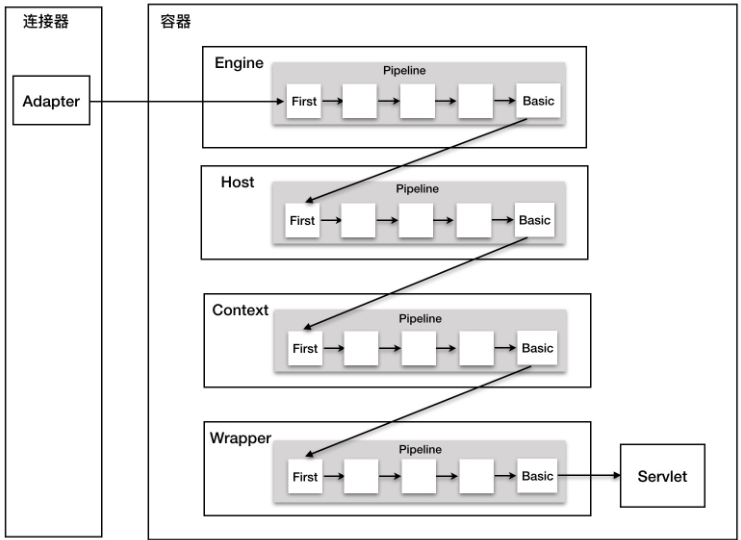 连接器
容器
Engine
Pipeline
Adapter
First
Basic
Host
Pipeline
First
Basic
Context
Pipeline
First
Basic
Wrapper
Pipeline
First
Basic
Servlet